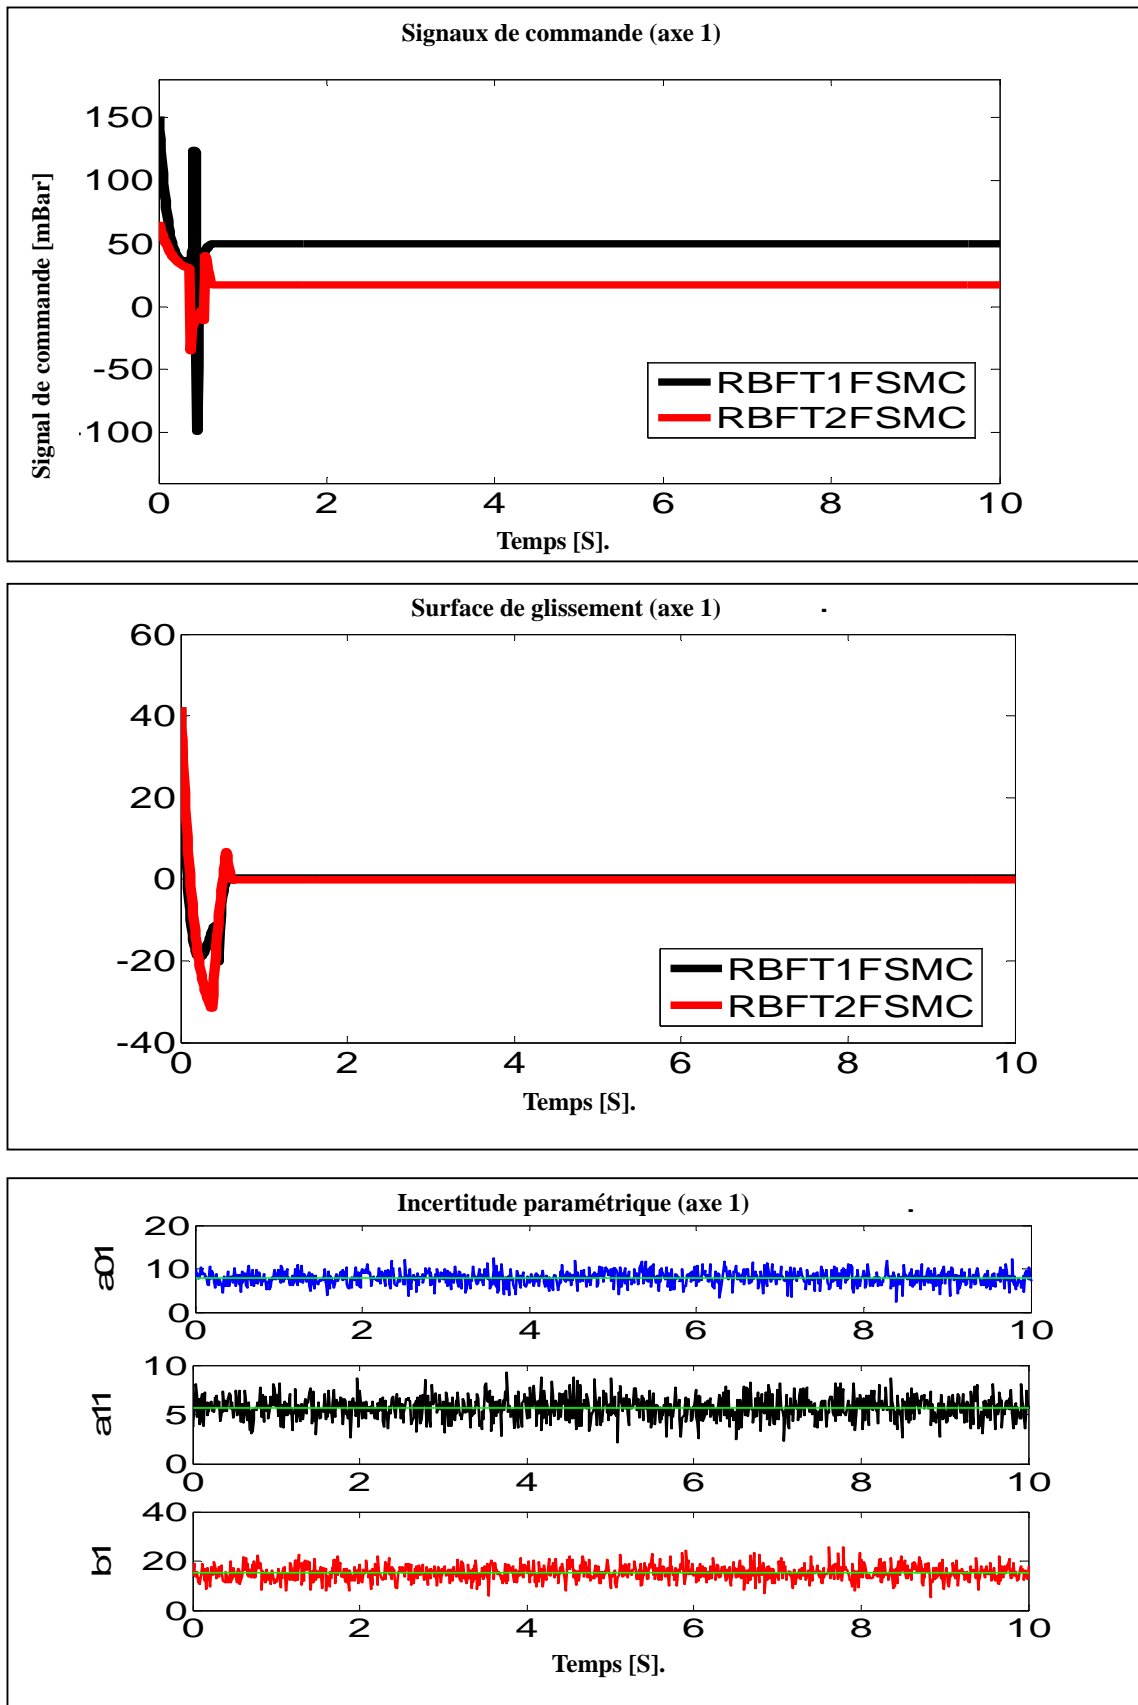 Signaux de commande (axe 1)
150
100
50
0
-50
-100
Signal de commande [mBar]
RBFT1FSMC
RBFT2FSMC
0 2 4 6 8 10
Temps [S].
Surface de glissement (axe 1)
60
40
20
0
-20
-40
RBFT1FSMC
RBFT2FSMC
0 2 4 6 8 10
Temps [S].
Incertitude paramétrique (axe 1)
20
10
0
a01
0 2 4 6 8 10
10
5
0
a11
0 2 4 6 8 10
40
20
0
b1
0 2 4 6 8 10
Temps [S].